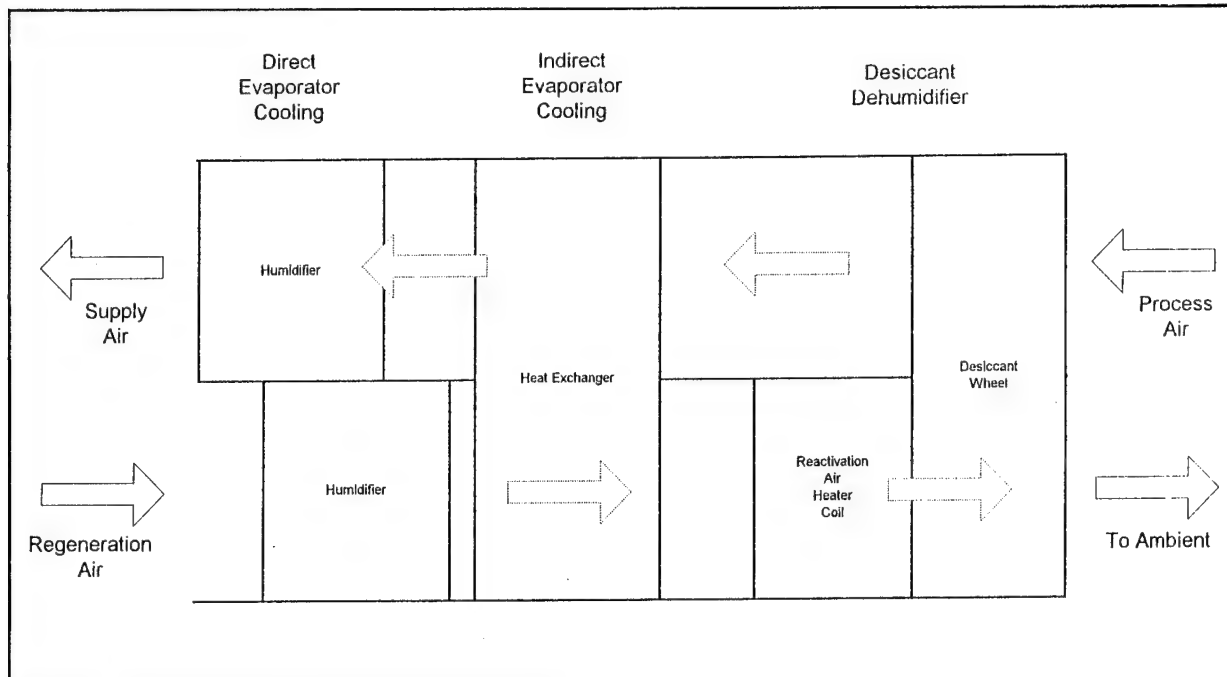 Direct
Evaporator
Cooling
Indirect
Evaporator
Cooling
Desiccant
Dehumidifier
Humidifier
Supply
Air
Process
Air
Heat Exchanger
Desiccant
Wheel
Humidifier
Reactivation
Air
Heater
Coil
Regeneration
Air
To Ambient